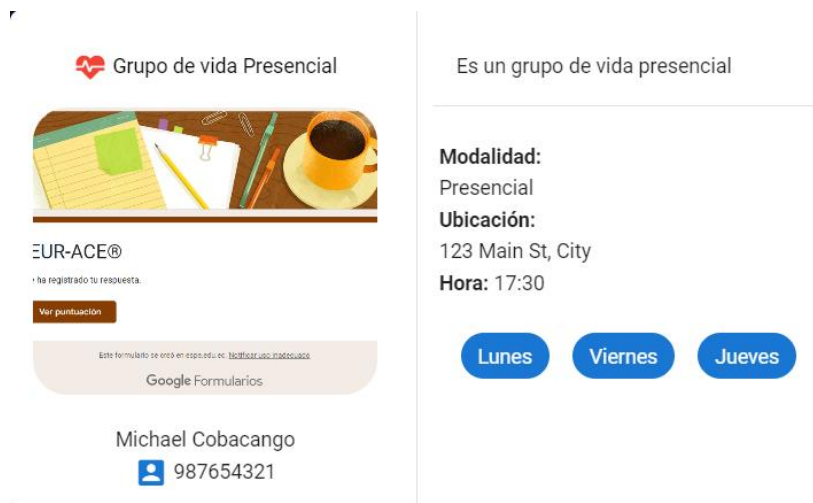 Grupo de vida Presencial
EUR-ACE®
ha registrado tu respuesta.
Ver puntuación
Este formulario se creó en espe.edu.ec. Notificar uso inadecuado
Google Formularios
Michael Cobacango
987654321
Es un grupo de vida presencial
Modalidad:
Presencial
Ubicación:
123 Main St, City
Hora: 17:30
Lunes Viernes Jueves